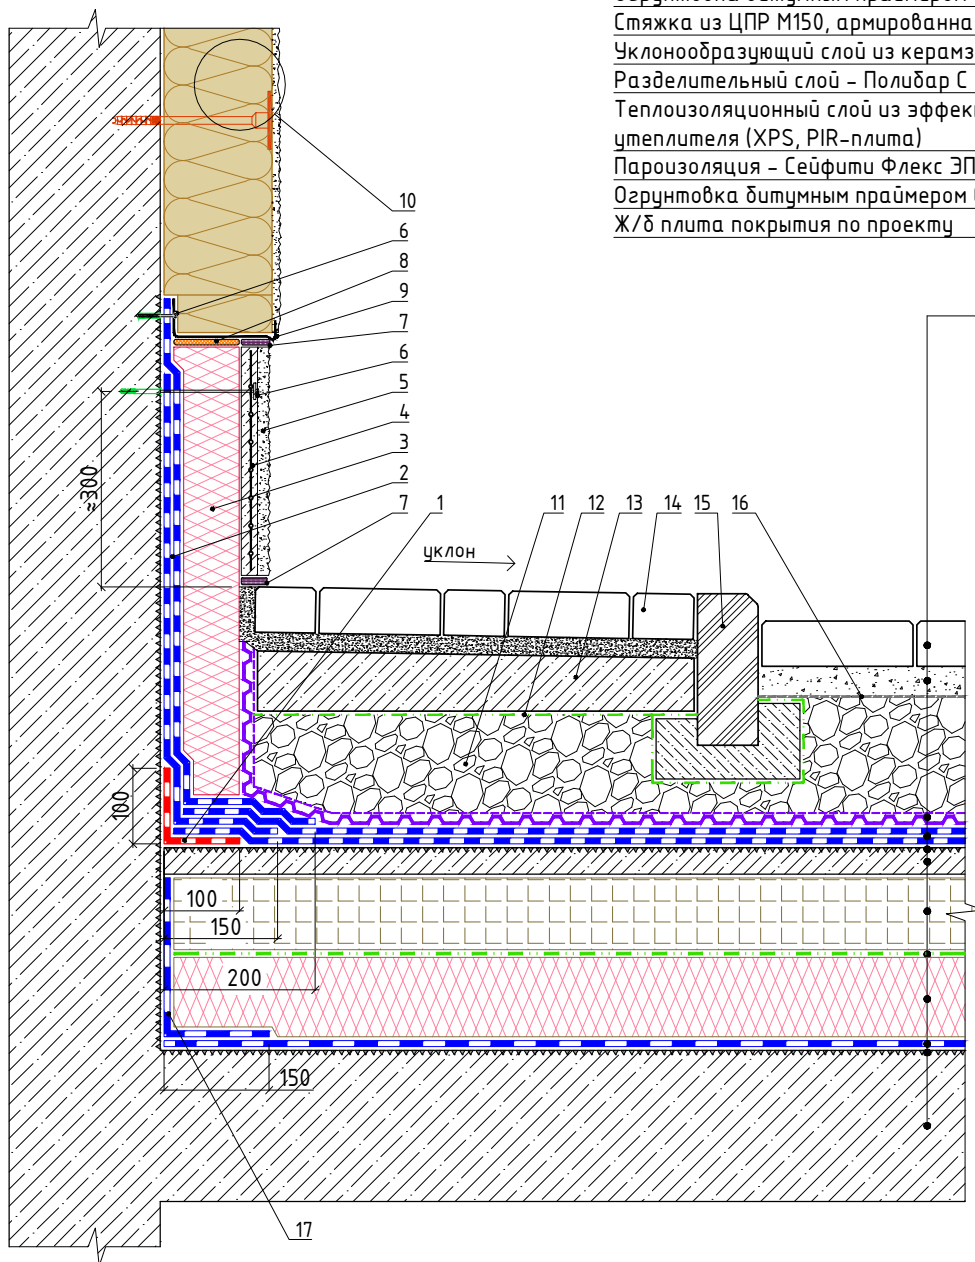 Стяжка из ЦПР М150, армированна
Уклонообразующий слой из керамз
Разделительный слой - Полибар С
Теплоизоляционный слой из эффек
утеплителя (XPS, PIR-плита)
Пароизоляция - Сейфити Флекс ЭП
Огрунтовка битумным праймером
Ж/б плита покрытия по проекту
10
6
8
9
7
6
5
4
3
2
7
1
11
12
13
14
15
16
≈300
уклон
100
100
150
200
150
17